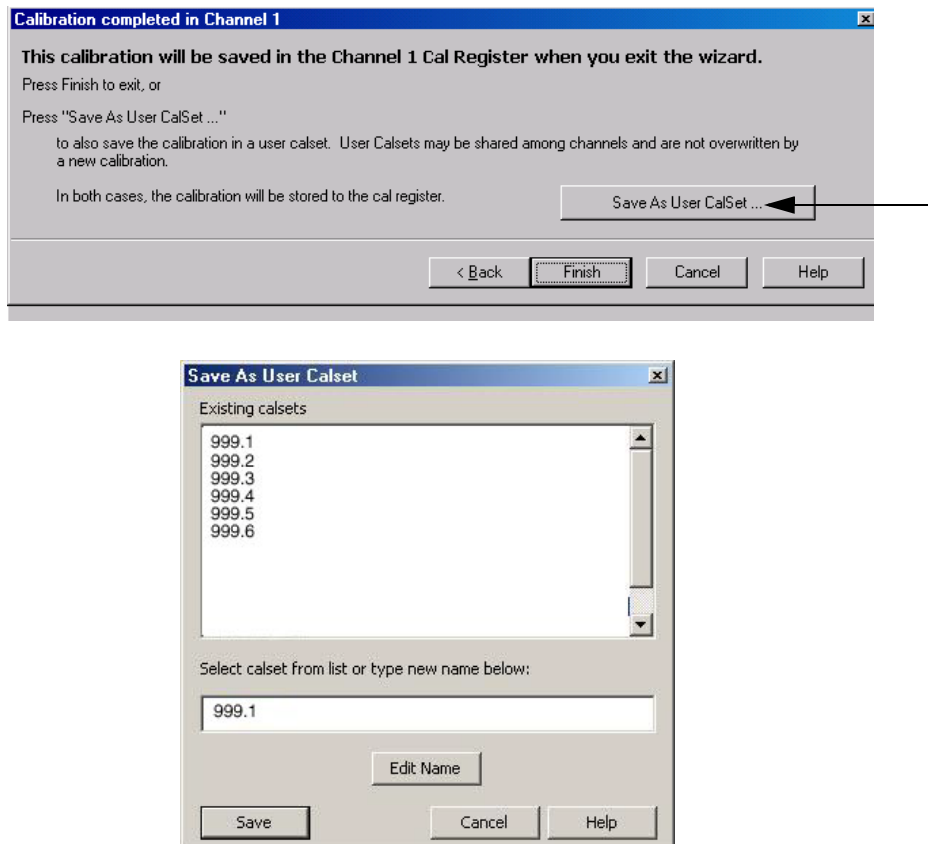 Calibration completed in Channel 1
This calibration will be saved in the Channel 1 Cal Register when you exit the wizard.
Press Finish to exit, or
Press "Save As User CalSet ..."
to also save the calibration in a user calset. User Calsets may be shared among channels and are not overwritten by
a new calibration.
In both cases, the calibration will be stored to the cal register.
Save As User CalSet ...
< Back
Finish
Cancel
Help
Save As User Calset
Existing calsets
999.1
999.2
999.3
999.4
999.5
999.6
Select calset from list or type new name below:
999.1
Edit Name
Save
Cancel
Help